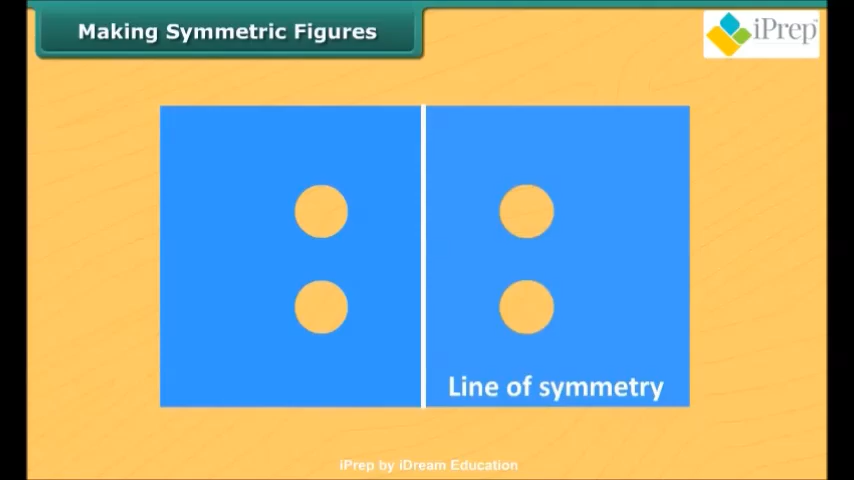 Making Symmetric Figures
iPrep
Line of symmetry
iPrep by iDream Education